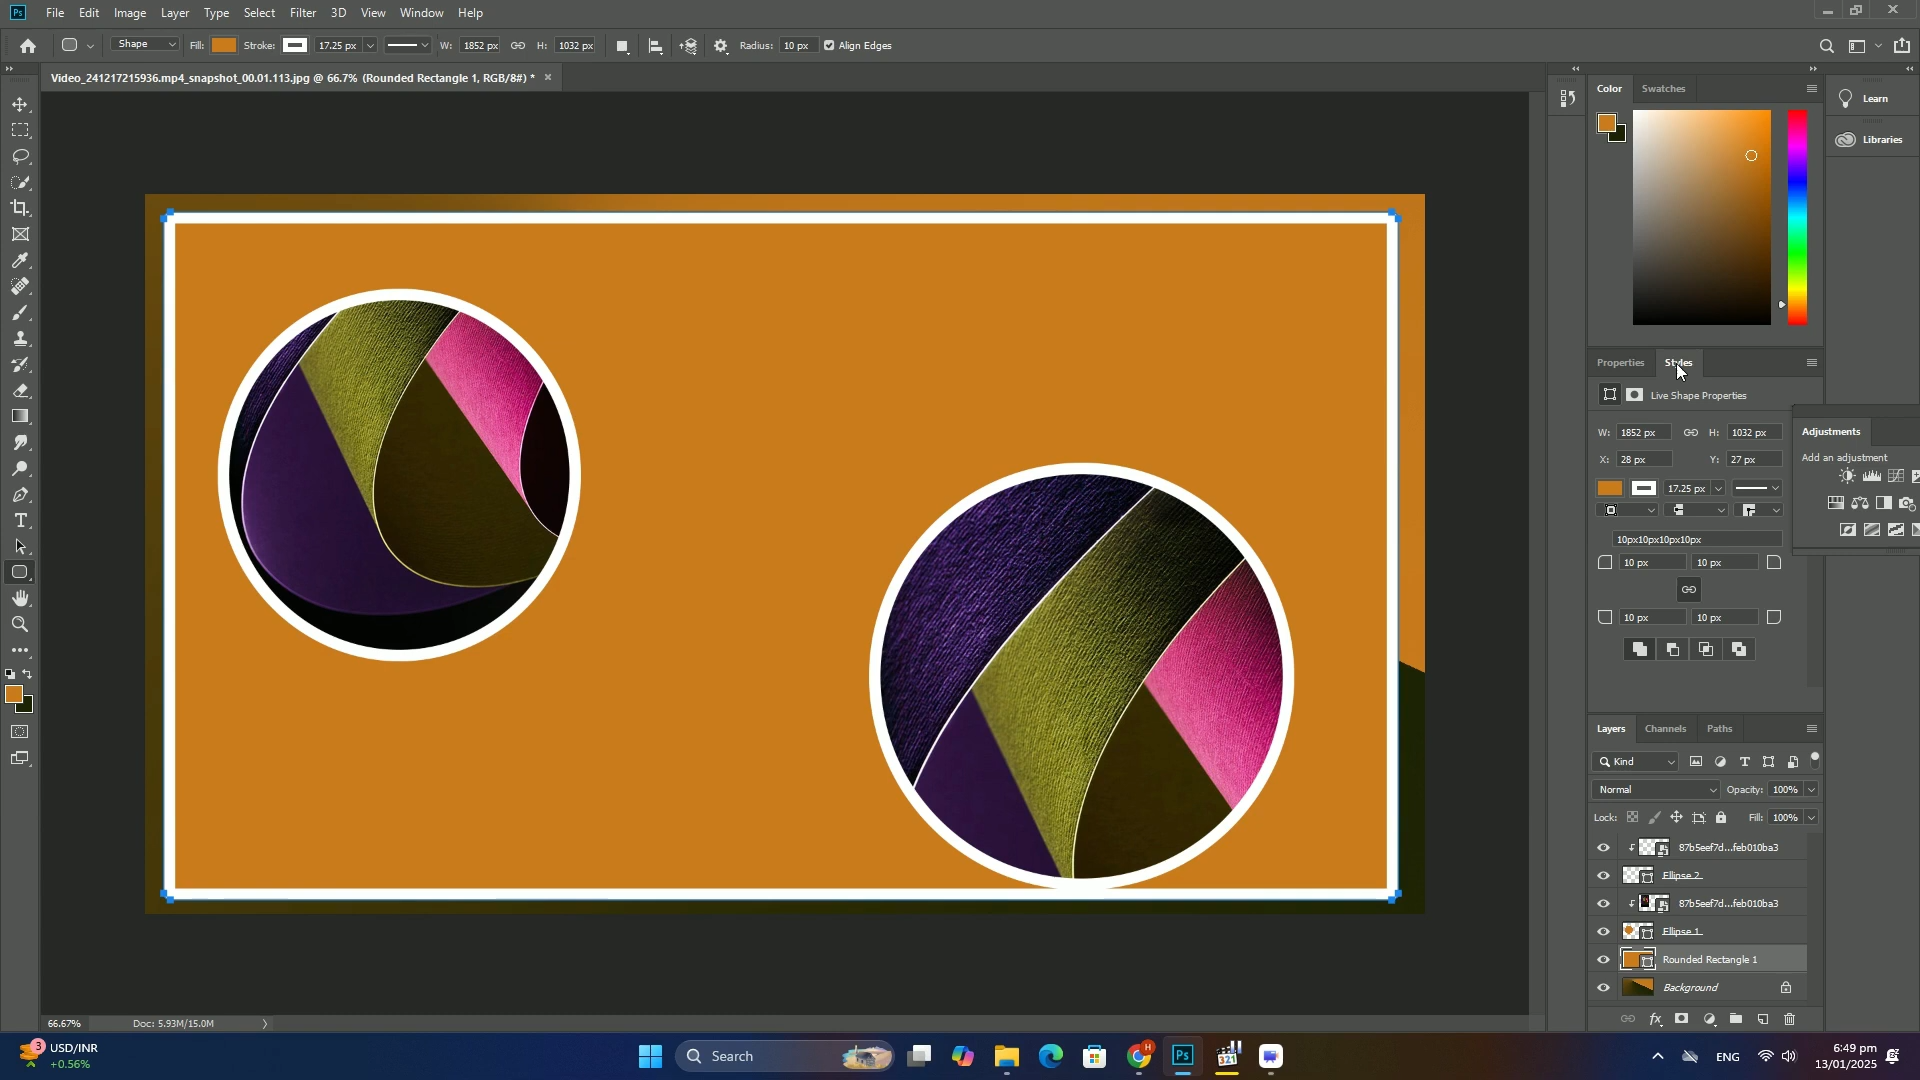 Ps File Edit Image Layer Type Select Filter 3D View Window Help
Shape Fill: Stroke: 17.25 px W: 1852 px H: 1032 px Radius: 10 px Align Edges
Video_241217215936.mp4_snapshot_00.01.113.jpg @ 66.7% (Rounded Rectangle 1, RGB/8#) *
Color Swatches
Learn
Libraries
Properties Styles
Live Shape Properties
W: 1852 px H: 1032 px
X: 28 px Y: 27 px
17.25 px
10px10px10px10px
10 px 10 px
10 px 10 px
Adjustments
Add an adjustment
Layers Channels Paths
Kind
Normal Opacity: 100%
Lock: Fill: 100%
87b5eef7d...feb010ba3
Ellipse 2
87b5eef7d...feb010ba3
Ellipse 1
Rounded Rectangle 1
Background
fx
66.67% Doc: 5.93M/15.0M
3 USD/INR
+0.56%
Search
H
Ps
321
ENG
6:49 pm
13/01/2025